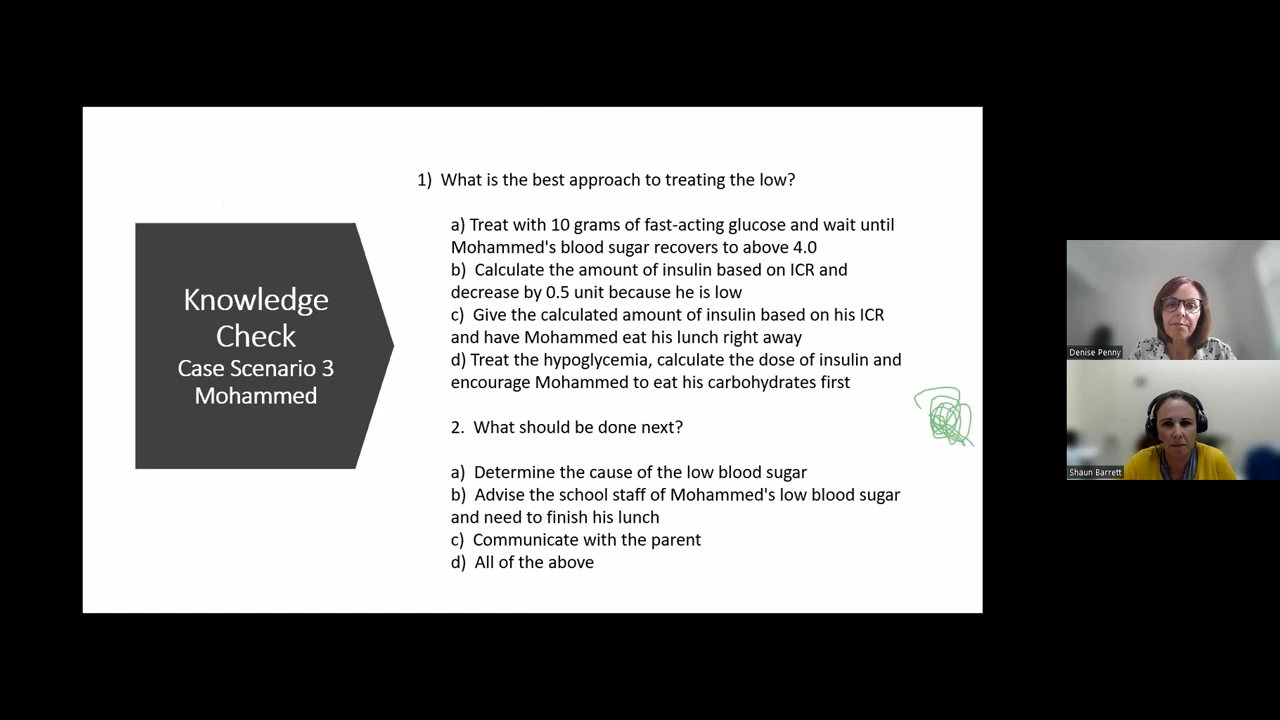 Knowledge
Check
Case Scenario 3
Mohammed
1) What is the best approach to treating the low?
a) Treat with 10 grams of fast-acting glucose and wait until
Mohammed's blood sugar recovers to above 4.0
b) Calculate the amount of insulin based on ICR and
decrease by 0.5 unit because he is low
c) Give the calculated amount of insulin based on his ICR
and have Mohammed eat his lunch right away
d) Treat the hypoglycemia, calculate the dose of insulin and
encourage Mohammed to eat his carbohydrates first
2. What should be done next?
a) Determine the cause of the low blood sugar
b) Advise the school staff of Mohammed's low blood sugar
and need to finish his lunch
c) Communicate with the parent
d) All of the above
Denise Penny
Shaun Barrett